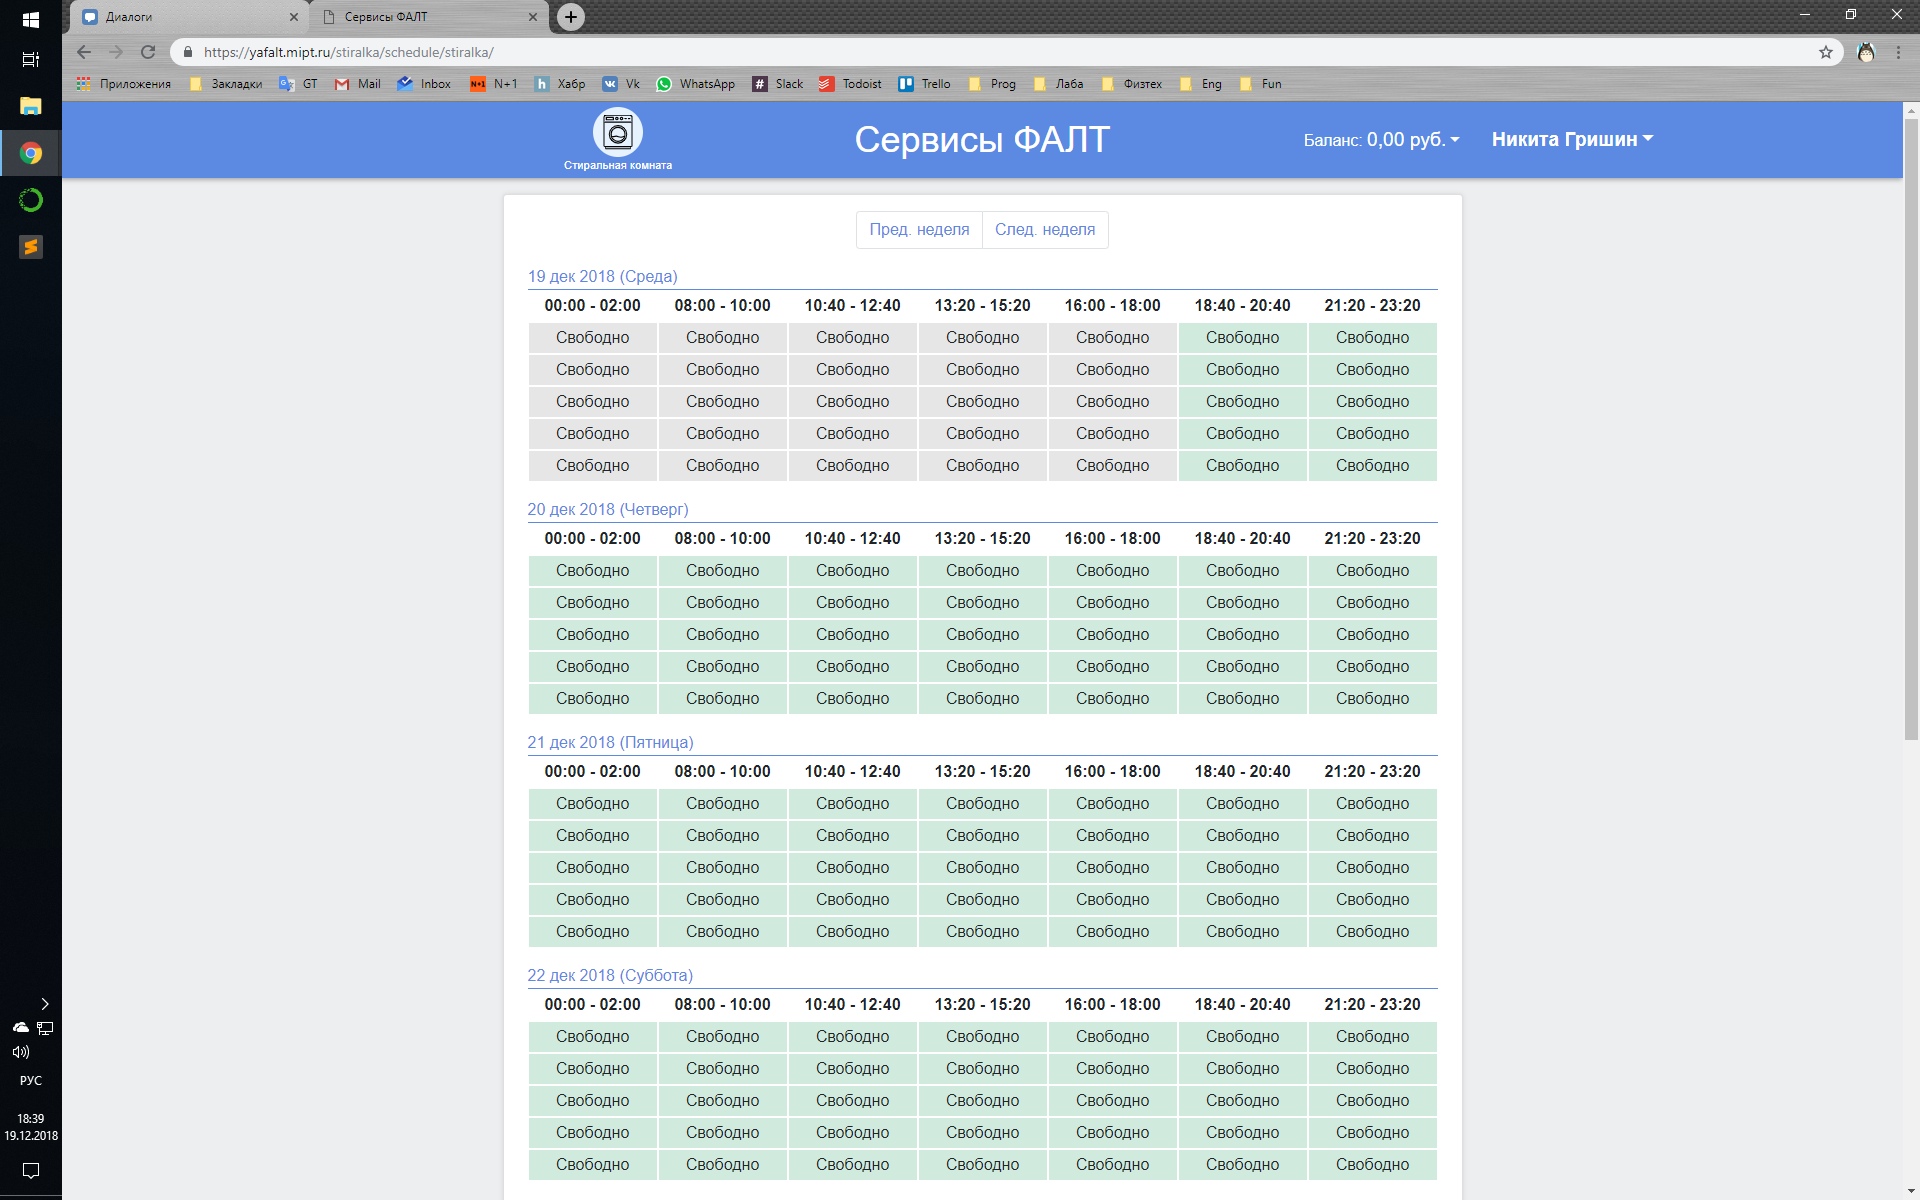 Диалоги
Сервисы ФАЛТ
https://yafalt.mipt.ru/stiralka/schedule/stiralka/
Приложения Закладки GT Mail Inbox N+1 Хабр Vk WhatsApp Slack Todoist Trello Prog Лаба Физтех Eng Fun
Стиральная комната
Сервисы ФАЛТ
Баланс: 0,00 руб.
Никита Гришин
Пред. неделя След. неделя
19 дек 2018 (Среда)
00:00 - 02:00 08:00 - 10:00 10:40 - 12:40 13:20 - 15:20 16:00 - 18:00 18:40 - 20:40 21:20 - 23:20
Свободно Свободно Свободно Свободно Свободно Свободно Свободно
Свободно Свободно Свободно Свободно Свободно Свободно Свободно
Свободно Свободно Свободно Свободно Свободно Свободно Свободно
Свободно Свободно Свободно Свободно Свободно Свободно Свободно
Свободно Свободно Свободно Свободно Свободно Свободно Свободно
20 дек 2018 (Четверг)
00:00 - 02:00 08:00 - 10:00 10:40 - 12:40 13:20 - 15:20 16:00 - 18:00 18:40 - 20:40 21:20 - 23:20
Свободно Свободно Свободно Свободно Свободно Свободно Свободно
Свободно Свободно Свободно Свободно Свободно Свободно Свободно
Свободно Свободно Свободно Свободно Свободно Свободно Свободно
Свободно Свободно Свободно Свободно Свободно Свободно Свободно
Свободно Свободно Свободно Свободно Свободно Свободно Свободно
21 дек 2018 (Пятница)
00:00 - 02:00 08:00 - 10:00 10:40 - 12:40 13:20 - 15:20 16:00 - 18:00 18:40 - 20:40 21:20 - 23:20
Свободно Свободно Свободно Свободно Свободно Свободно Свободно
Свободно Свободно Свободно Свободно Свободно Свободно Свободно
Свободно Свободно Свободно Свободно Свободно Свободно Свободно
Свободно Свободно Свободно Свободно Свободно Свободно Свободно
Свободно Свободно Свободно Свободно Свободно Свободно Свободно
22 дек 2018 (Суббота)
00:00 - 02:00 08:00 - 10:00 10:40 - 12:40 13:20 - 15:20 16:00 - 18:00 18:40 - 20:40 21:20 - 23:20
Свободно Свободно Свободно Свободно Свободно Свободно Свободно
Свободно Свободно Свободно Свободно Свободно Свободно Свободно
Свободно Свободно Свободно Свободно Свободно Свободно Свободно
Свободно Свободно Свободно Свободно Свободно Свободно Свободно
Свободно Свободно Свободно Свободно Свободно Свободно Свободно
РУС
18:39
19.12.2018